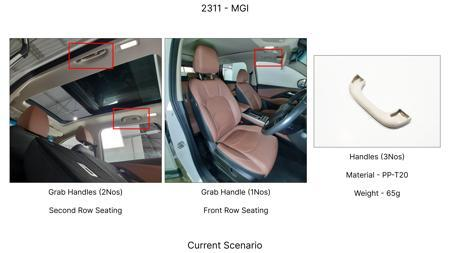 2311 - MGI
Grab Handles (2Nos)
Second Row Seating
Grab Handle (1Nos)
Front Row Seating
Handles (3Nos)
Material - PP-T20
Weight - 65g
Current Scenario